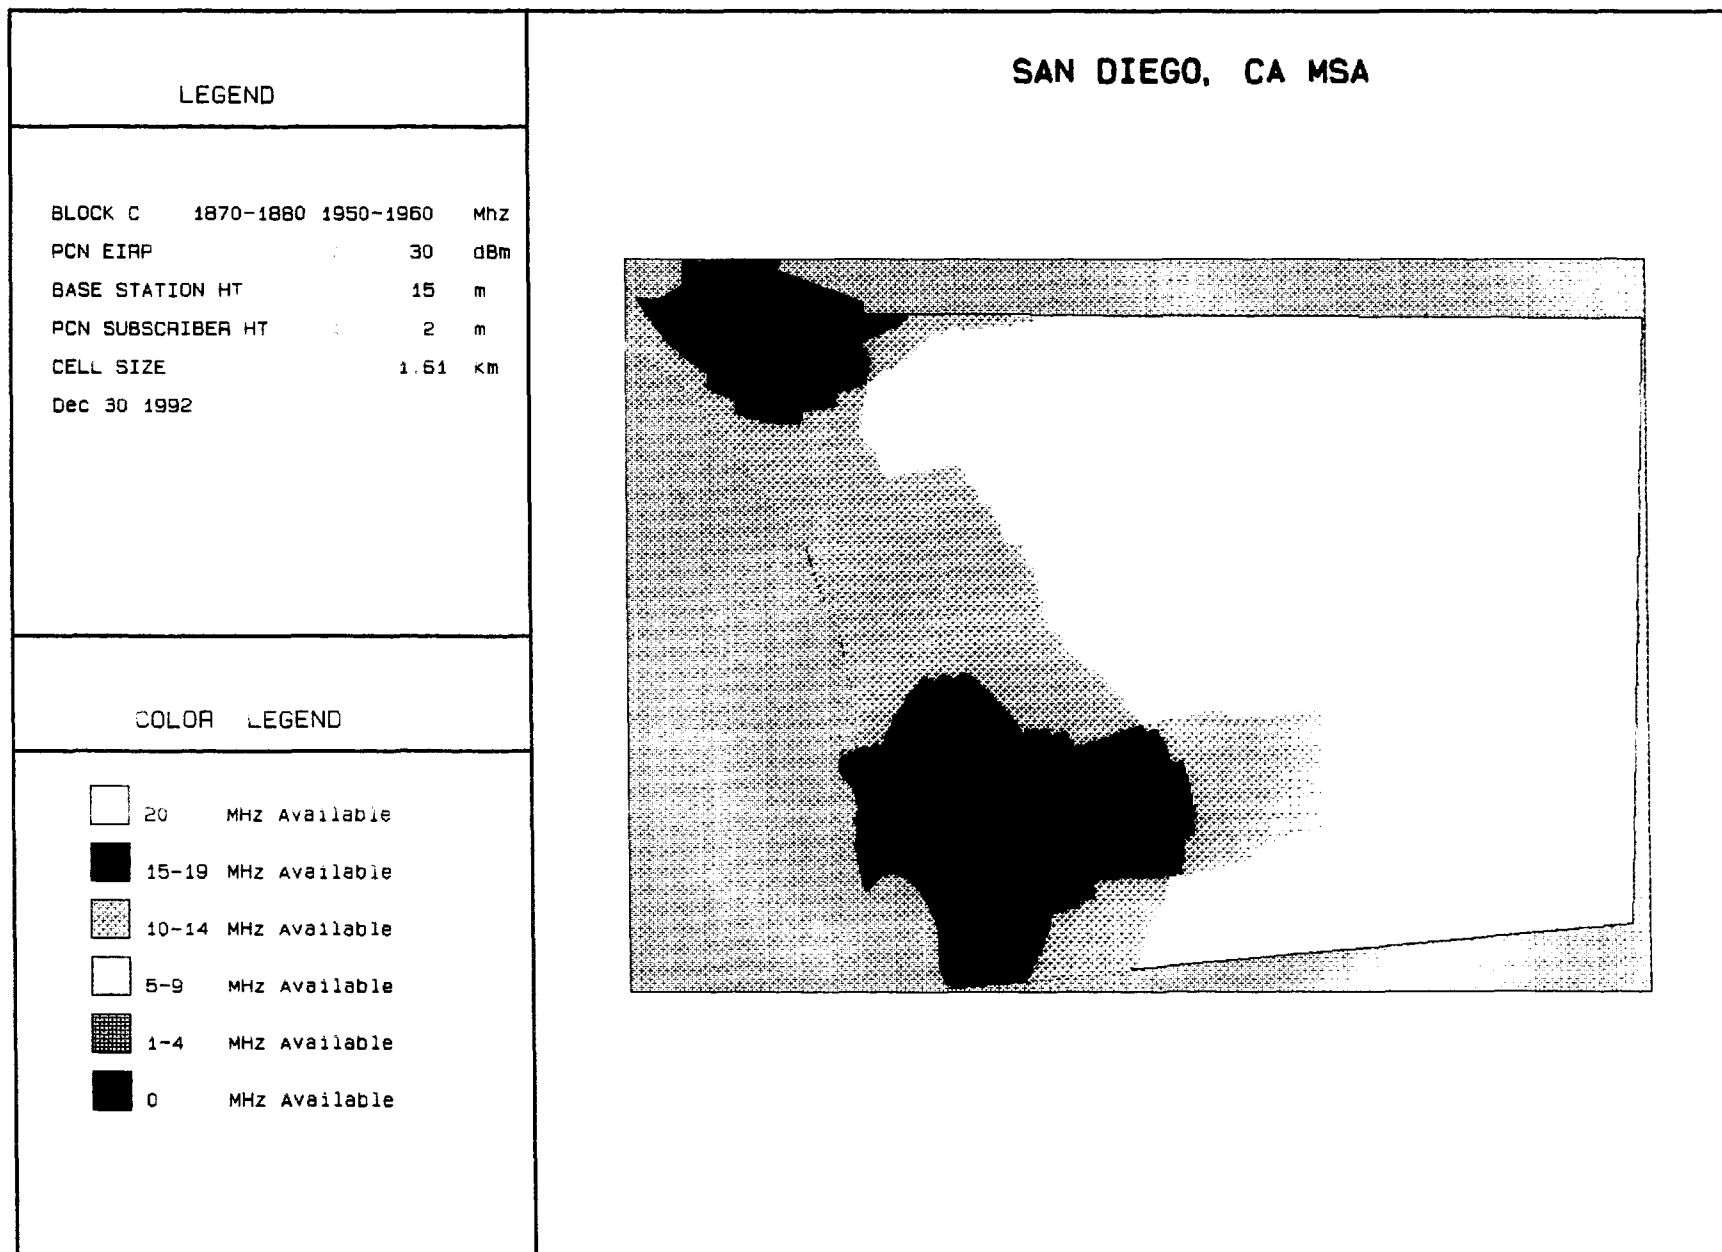 LEGEND
SAN DIEGO, CA MSA
BLOCK C 1870-1880 1950-1960 Mhz
PCN EIRP : 30 dBm
BASE STATION HT 15 m
PCN SUBSCRIBER HT : 2 m
CELL SIZE 1.61 Km
Dec 30 1992
COLOR LEGEND
20 MHz Available
15-19 MHz Available
10-14 MHz Available
5-9 MHz Available
1-4 MHz Available
0 MHz Available